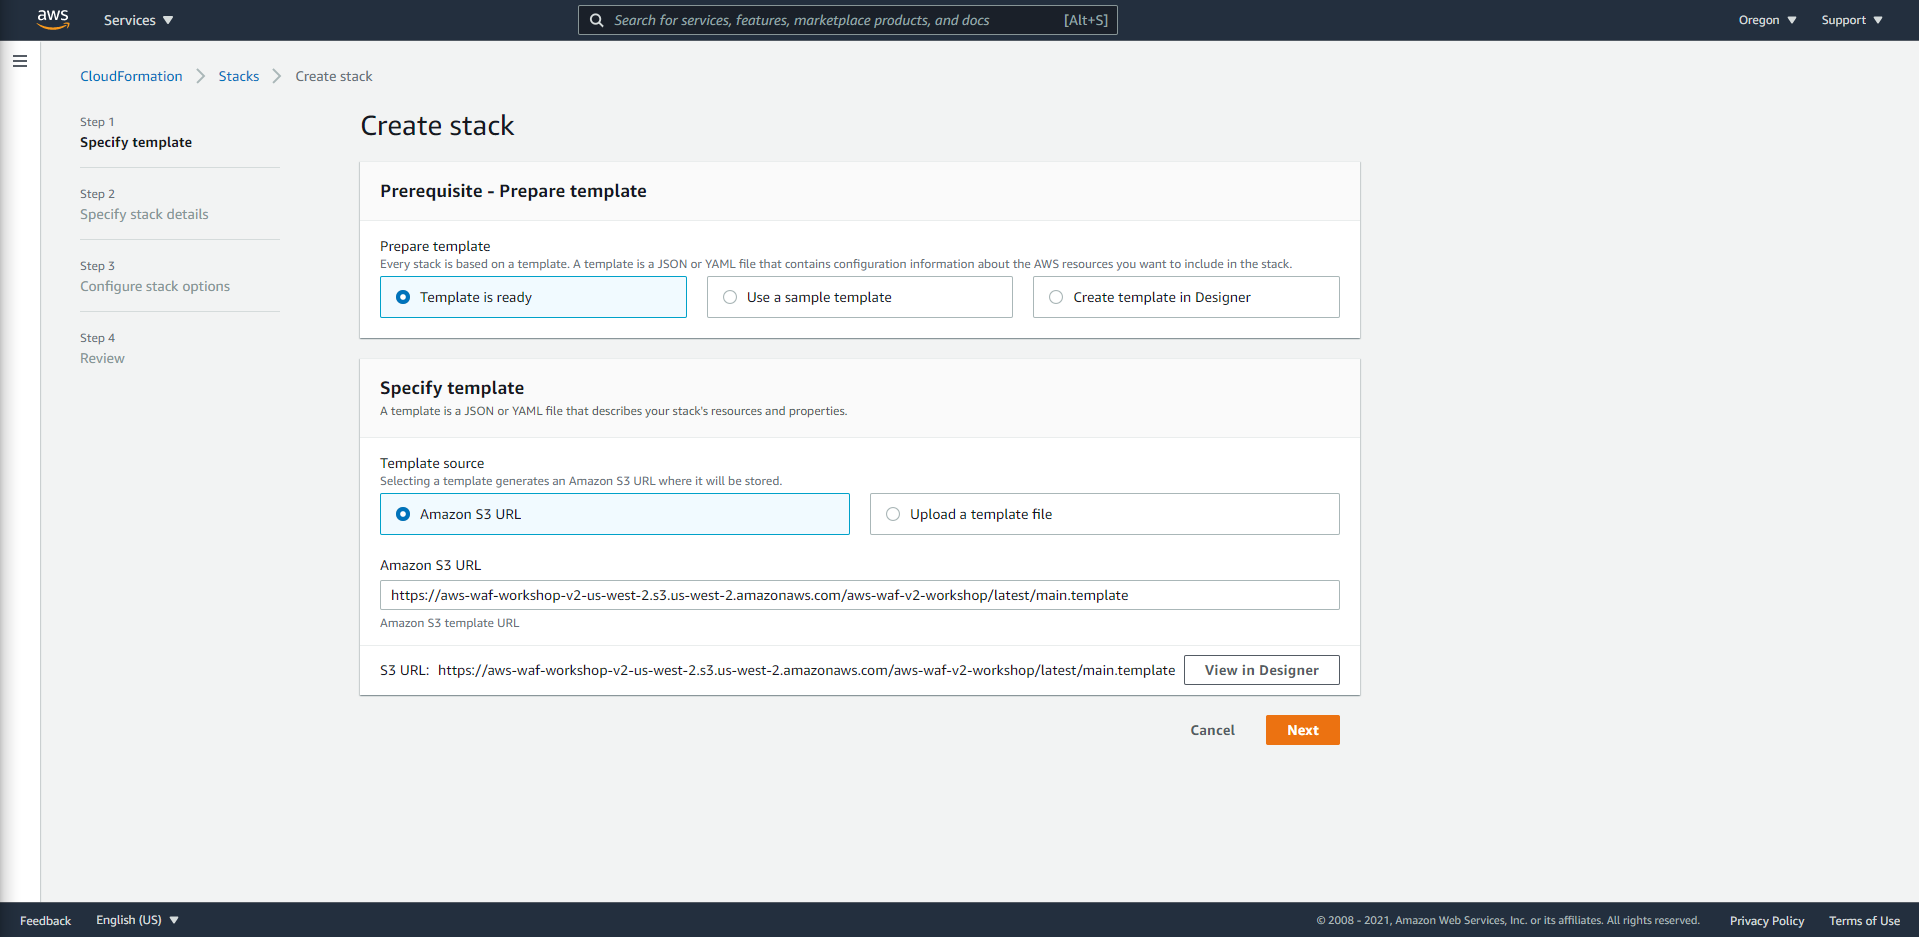 aws
Services
Search for services, features, marketplace products, and docs [Alt+S]
Oregon
Support
CloudFormation
Stacks
Create stack
Step 1
Specify template
Step 2
Specify stack details
Step 3
Configure stack options
Step 4
Review
Create stack
Prerequisite - Prepare template
Prepare template
Every stack is based on a template. A template is a JSON or YAML file that contains configuration information about the AWS resources you want to include in the stack.
Template is ready
Use a sample template
Create template in Designer
Specify template
A template is a JSON or YAML file that describes your stack's resources and properties.
Template source
Selecting a template generates an Amazon S3 URL where it will be stored.
Amazon S3 URL
Upload a template file
Amazon S3 URL
https://aws-waf-workshop-v2-us-west-2.s3.us-west-2.amazonaws.com/aws-waf-v2-workshop/latest/main.template
Amazon S3 template URL
S3 URL: https://aws-waf-workshop-v2-us-west-2.s3.us-west-2.amazonaws.com/aws-waf-v2-workshop/latest/main.template
View in Designer
Cancel
Next
Feedback
English (US)
© 2008 - 2021, Amazon Web Services, Inc. or its affiliates. All rights reserved.
Privacy Policy
Terms of Use